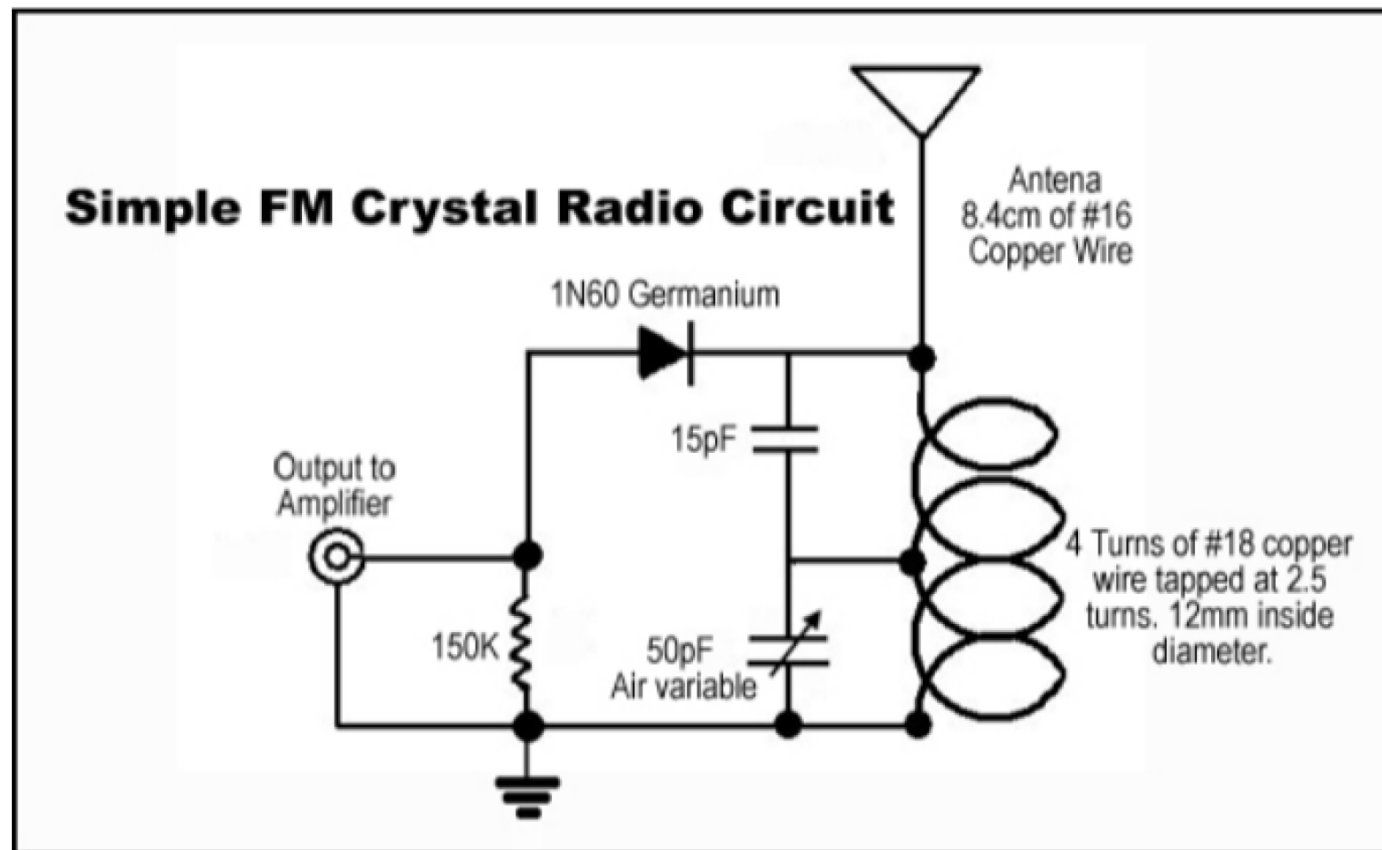 Simple FM Crystal Radio Circuit
Antena
8.4cm of #16
Copper Wire
1N60 Germanium
15pF
Output to
Amplifier
4 Turns of #18 copper
wire tapped at 2.5
turns. 12mm inside
diameter.
150K
50pF
Air variable